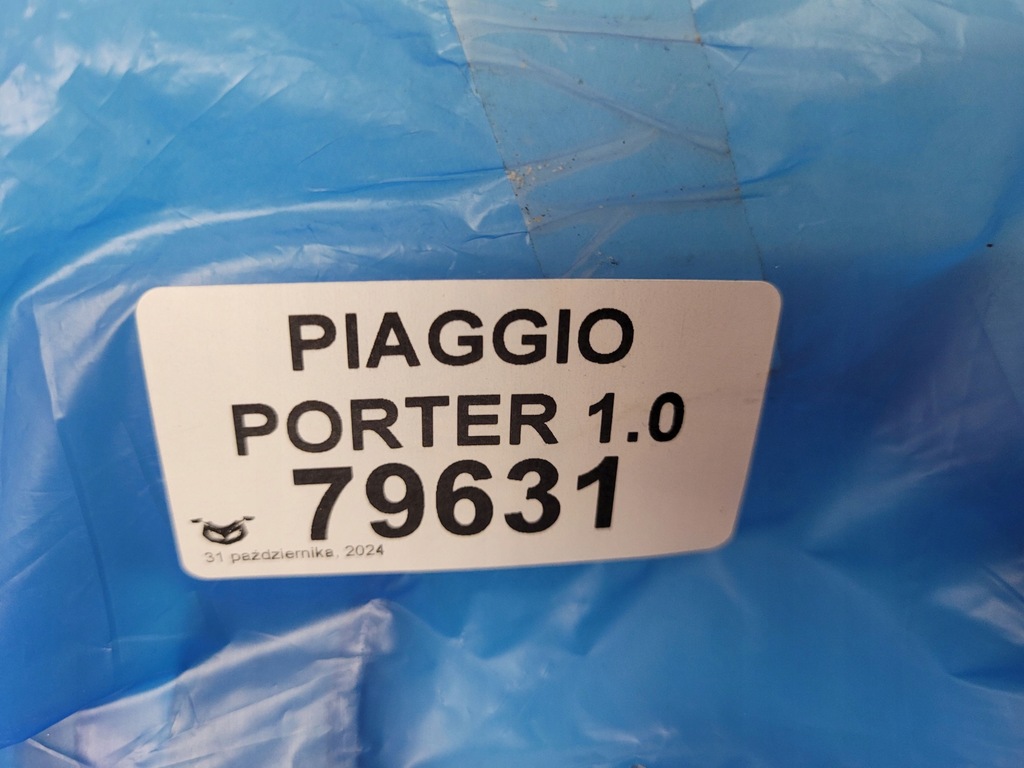 PIAGGIO
PORTER 1.0
79631
31 października, 2024